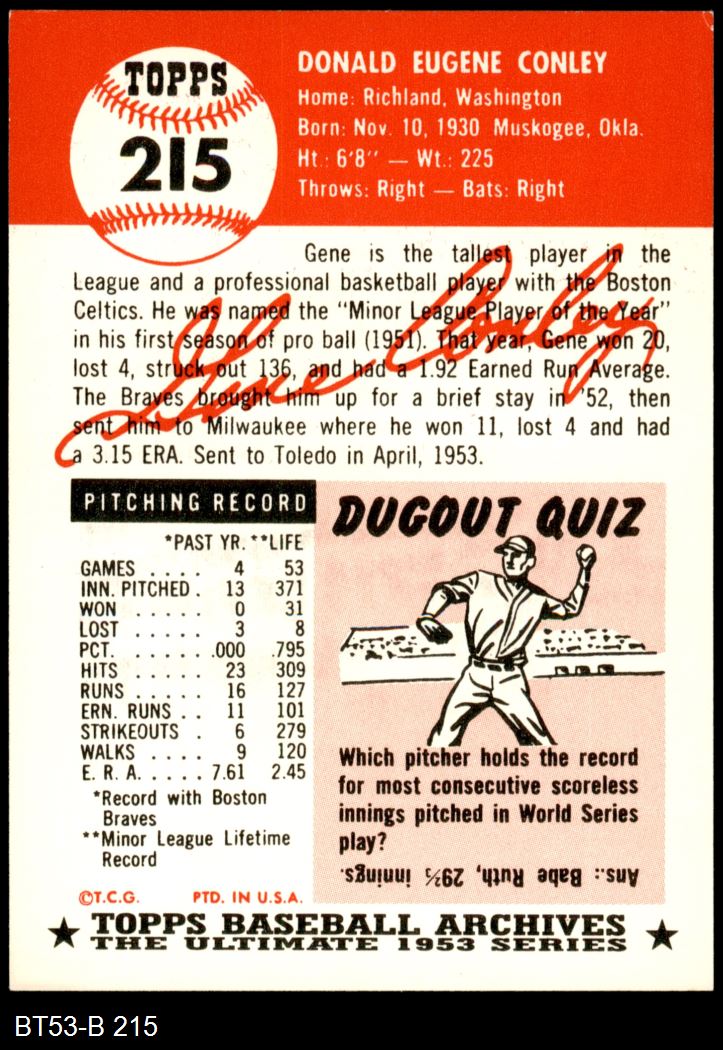 TOPPS
215
DONALD EUGENE CONLEY
Home: Richland, Washington
Born: Nov. 10, 1930 Muskogee, Okla.
Ht.: 6'8" — Wt.: 225
Throws: Right — Bats: Right
Gene is the tallest player in the
League and a professional basketball player with the Boston
Celtics. He was named the "Minor League Player of the Year"
in his first season of pro ball (1951). That year, Gene won 20,
lost 4, struck out 136, and had a 1.92 Earned Run Average.
The Braves brought him up for a brief stay in '52, then
sent him to Milwaukee where he won 11, lost 4 and had
a 3.15 ERA. Sent to Toledo in April, 1953.
Gene Conley
PITCHING RECORD
*PAST YR. **LIFE
GAMES . . . . 4 53
INN. PITCHED . 13 371
WON . . . . . 0 31
LOST . . . . . 3 8
PCT. . . . . . .000 .795
HITS . . . . . 23 309
RUNS . . . . . 16 127
ERN. RUNS . . 11 101
STRIKEOUTS . 6 279
WALKS . . . . 9 120
E. R. A. . . . . . 7.61 2.45
*Record with Boston
Braves
**Minor League Lifetime
Record
DUGOUT QUIZ
Which pitcher holds the record
for most consecutive scoreless
innings pitched in World Series
play?
Ans.: Babe Ruth, 29⅔ innings.
©T.C.G. PTD. IN U.S.A.
★ TOPPS BASEBALL ARCHIVES ★
THE ULTIMATE 1953 SERIES
BT53-B 215